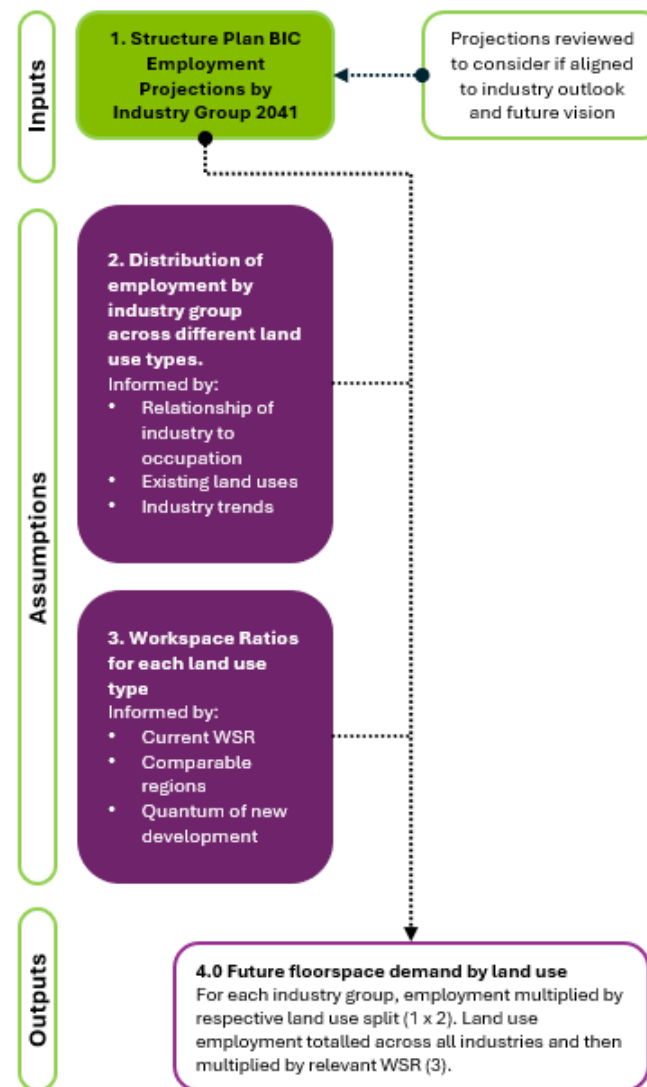 Inputs
1. Structure Plan BIC
Employment
Projections by
Industry Group 2041
Projections reviewed
to consider if aligned
to industry outlook
and future vision
Assumptions
2. Distribution of
employment by
industry group
across different land
use types.
Informed by:
• Relationship of
industry to
occupation
• Existing land uses
• Industry trends
3. Workspace Ratios
for each land use
type
Informed by:
• Current WSR
• Comparable
regions
• Quantum of new
development
Outputs
4.0 Future floorspace demand by land use
For each industry group, employment multiplied by
respective land use split (1 x 2). Land use
employment totalled across all industries and then
multiplied by relevant WSR (3).